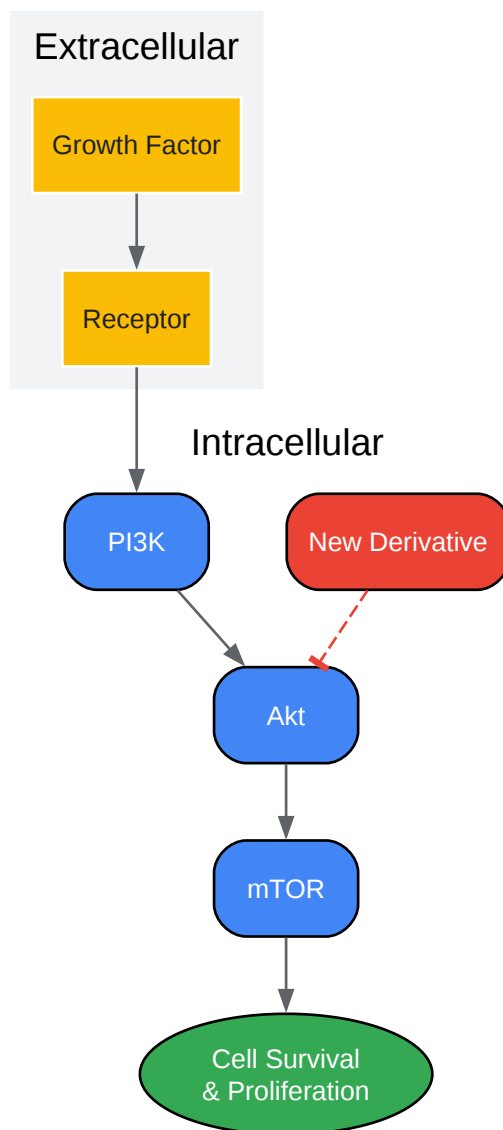 Extracellular
Growth Factor
Receptor
Intracellular
PI3K
New Derivative
Akt
mTOR
Cell Survival
& Proliferation